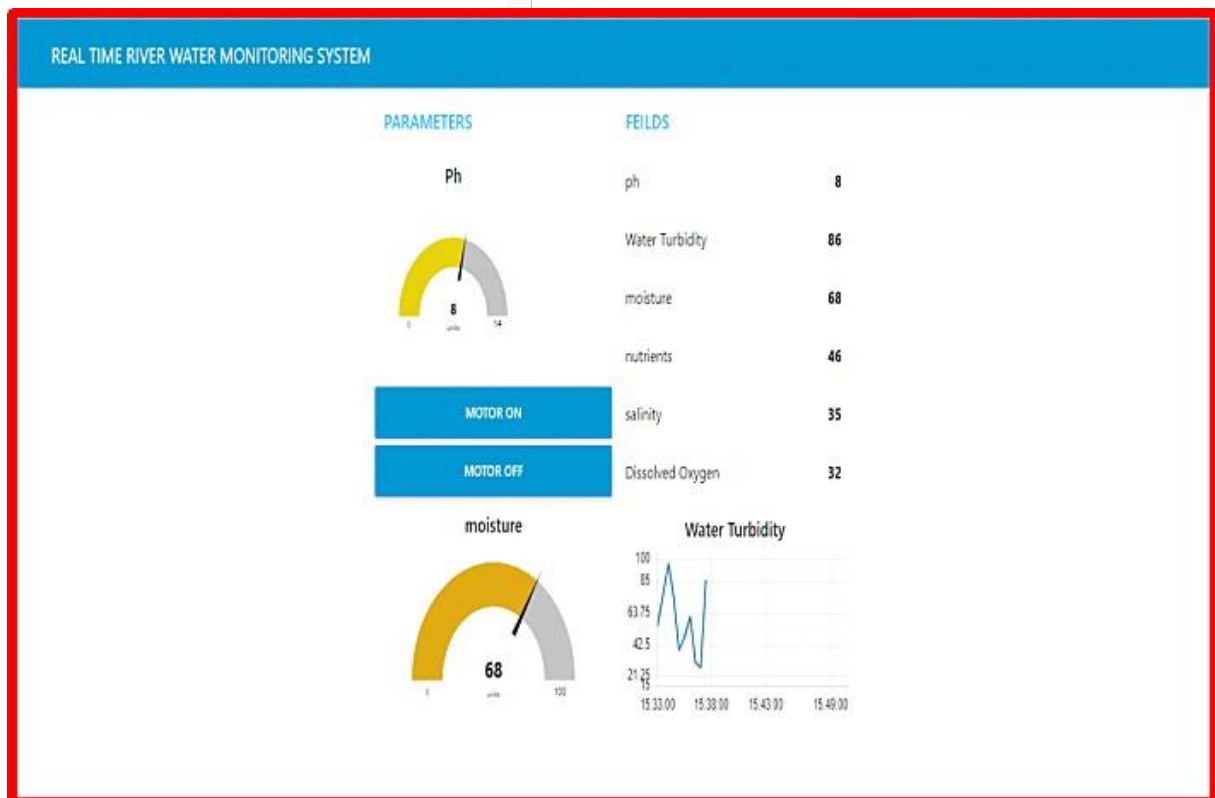 REAL TIME RIVER WATER MONITORING SYSTEM
PARAMETERS
Ph
8
units
0
14
MOTOR ON
MOTOR OFF
moisture
68
units
0
100
FEILDS
ph 8
Water Turbidity 86
moisture 68
nutrients 46
salinity 35
Dissolved Oxygen 32
Water Turbidity
100
85
63.75
42.5
21.25
15
15:33:00 15:38:00 15:43:00 15:49:00